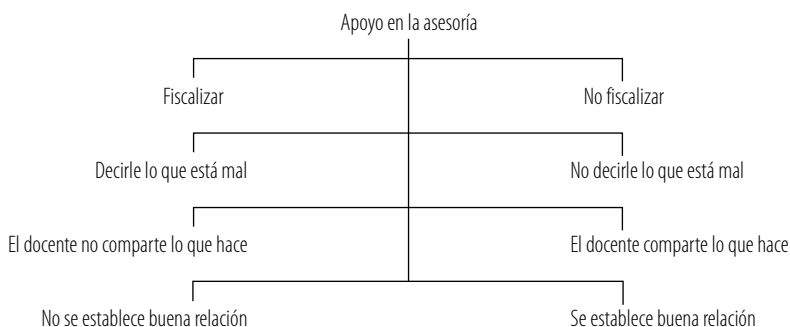 Apoyo en la asesoría
Fiscalizar
No fiscalizar
Decirle lo que está mal
No decirle lo que está mal
El docente no comparte lo que hace
El docente comparte lo que hace
No se establece buena relación
Se establece buena relación